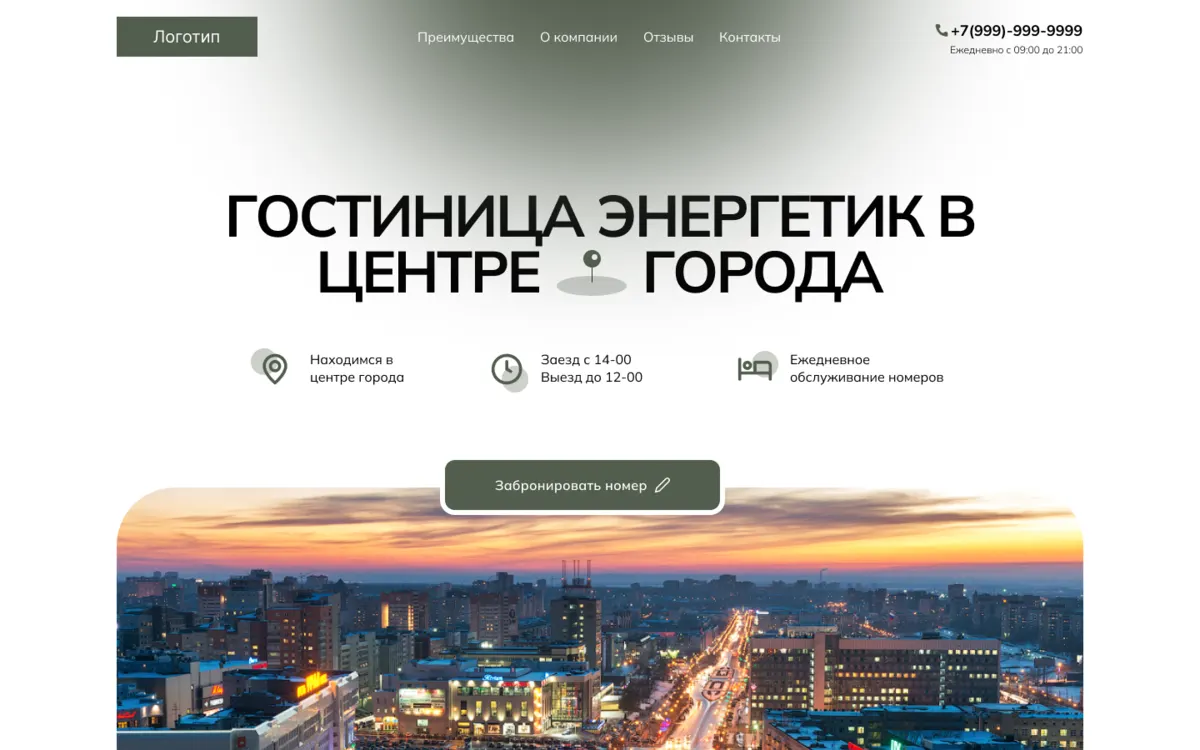 Логотип
Преимущества
О компании
Отзывы
Контакты
+7(999)-999-9999
Ежедневно с 09:00 до 21:00
ГОСТИНИЦА ЭНЕРГЕТИК В
ЦЕНТРЕ ГОРОДА
Находимся в
центре города
Заезд с 14-00
Выезд до 12-00
Ежедневное
обслуживание номеров
Забронировать номер